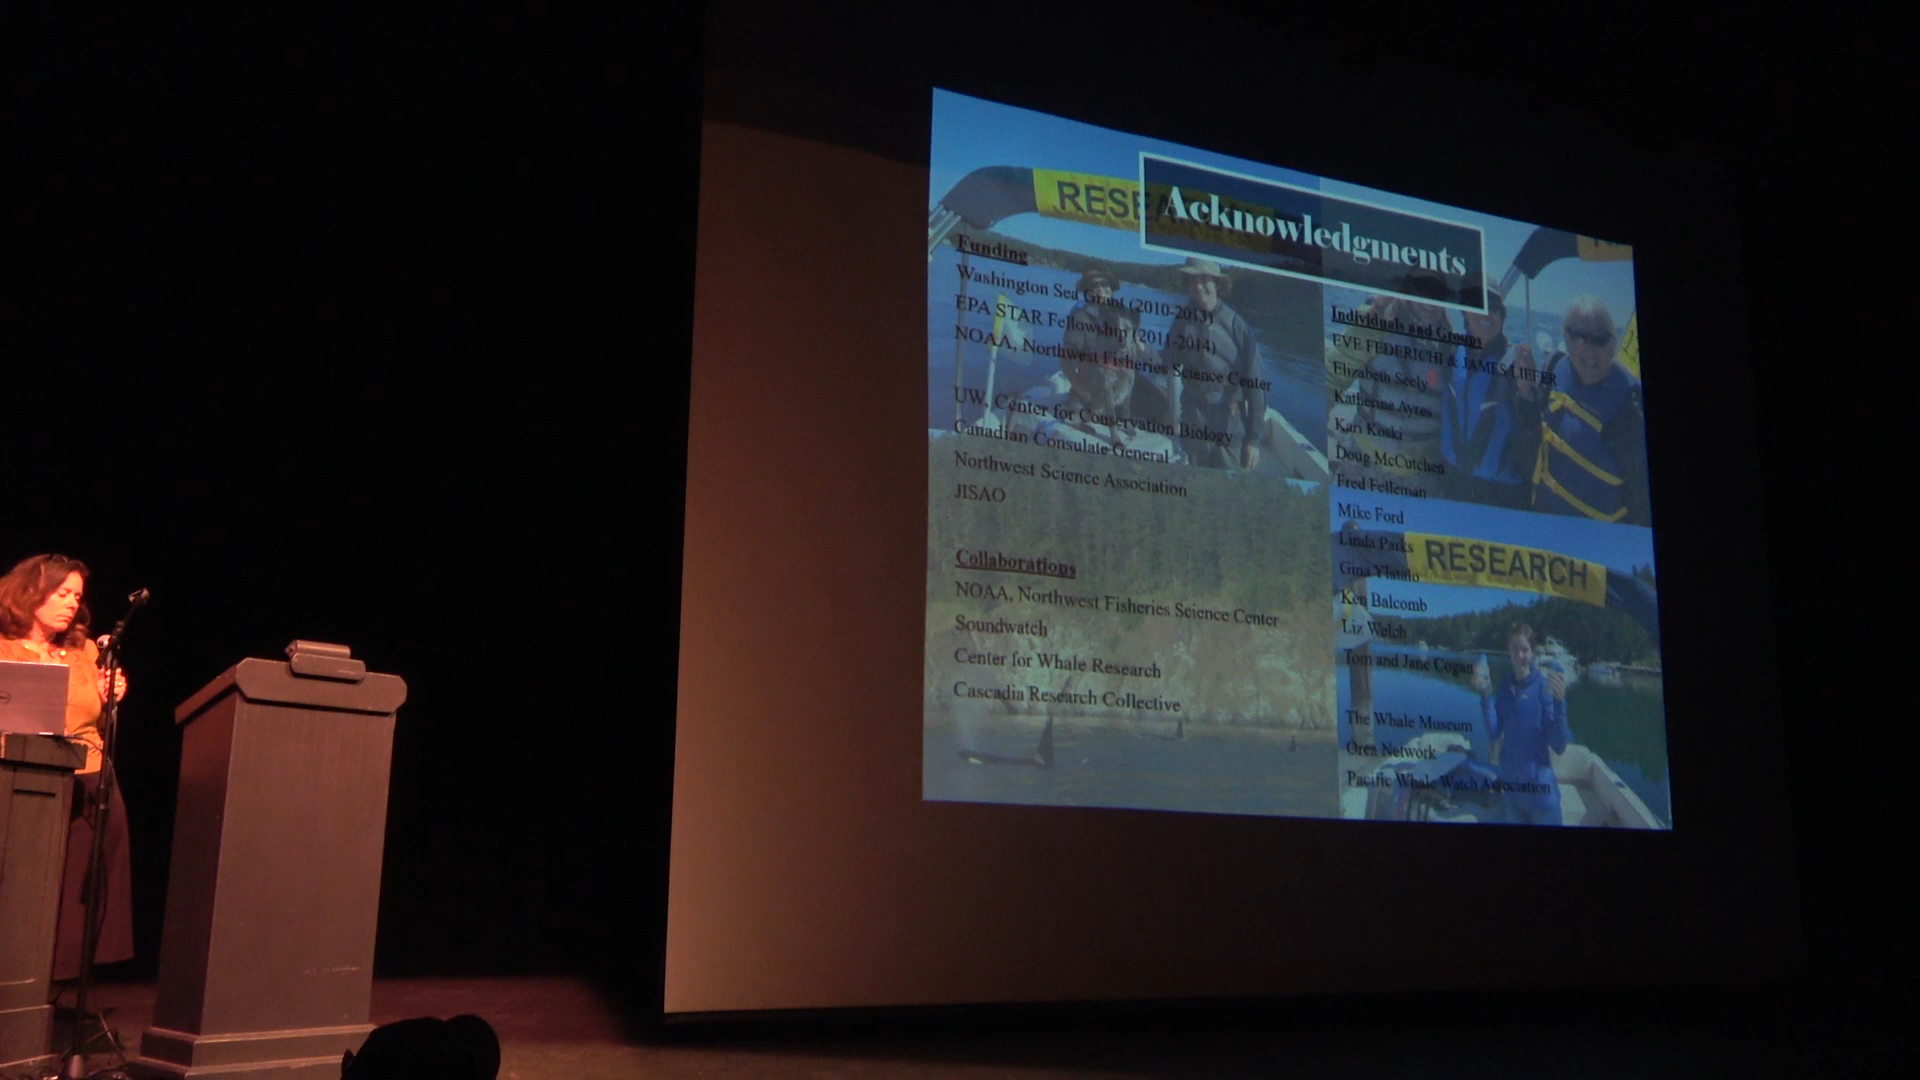 RESE
Acknowledgments
Funding
Washington Sea Grant (2010-2013)
EPA STAR Fellowship (2011-2014)
NOAA, Northwest Fisheries Science Center
UW, Center for Conservation Biology
Canadian Consulate General
Northwest Science Association
JISAO
Collaborations
NOAA, Northwest Fisheries Science Center
Soundwatch
Center for Whale Research
Cascadia Research Collective
Individuals and Groups
EVE FEDERICHI & JAMES LIEFER
Elizabeth Seely
Katherine Ayres
Kari Koski
Doug McCutchen
Fred Felleman
Mike Ford
Linda Parks
Gina Ylatalo
Ken Balcomb
Liz Welch
Tom and Jane Cogan
The Whale Museum
Orca Network
Pacific Whale Watch Association
RESEARCH